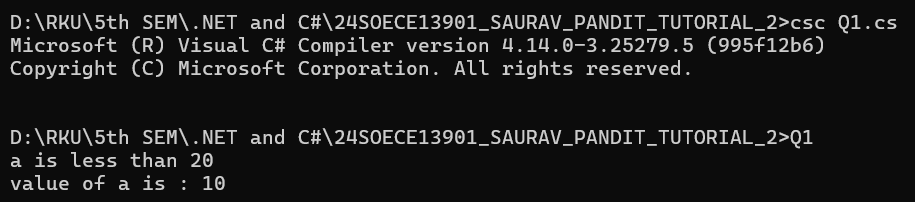 D:\RKU\5th SEM\.NET and C#\24SOECE13901_SAURAV_PANDIT_TUTORIAL_2>csc Q1.cs
Microsoft (R) Visual C# Compiler version 4.14.0-3.25279.5 (995f12b6)
Copyright (C) Microsoft Corporation. All rights reserved.
D:\RKU\5th SEM\.NET and C#\24SOECE13901_SAURAV_PANDIT_TUTORIAL_2>Q1
a is less than 20
value of a is : 10